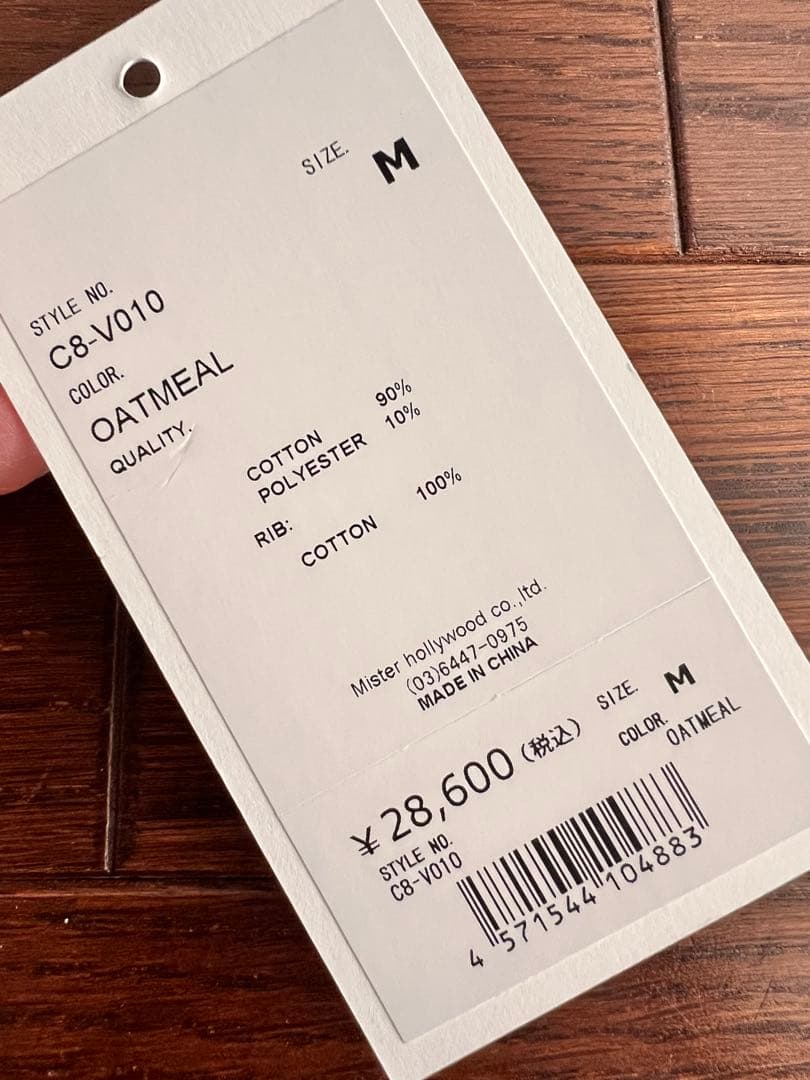 SIZE. M
STYLE NO.
C8-V010
COLOR.
OATMEAL
QUALITY.
COTTON 90%
POLYESTER 10%
RIB:
COTTON 100%
Mister hollywood co.,ltd.
(03)6447-0975
MADE IN CHINA
SIZE. M
COLOR.
OATMEAL
¥28,600(税込)
STYLE NO.
C8-V010
4 571544 104883